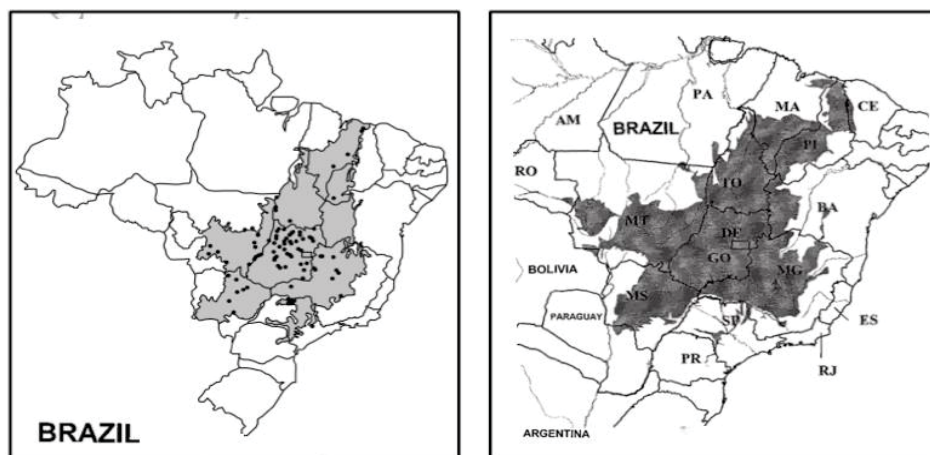 BRAZIL
PA
MA
CE
AM
BRAZIL
PI
RO
TO
BA
MT
DF
GO
BOLIVIA
MG
MS
PARAGUAY
SP
ES
PR
RJ
ARGENTINA